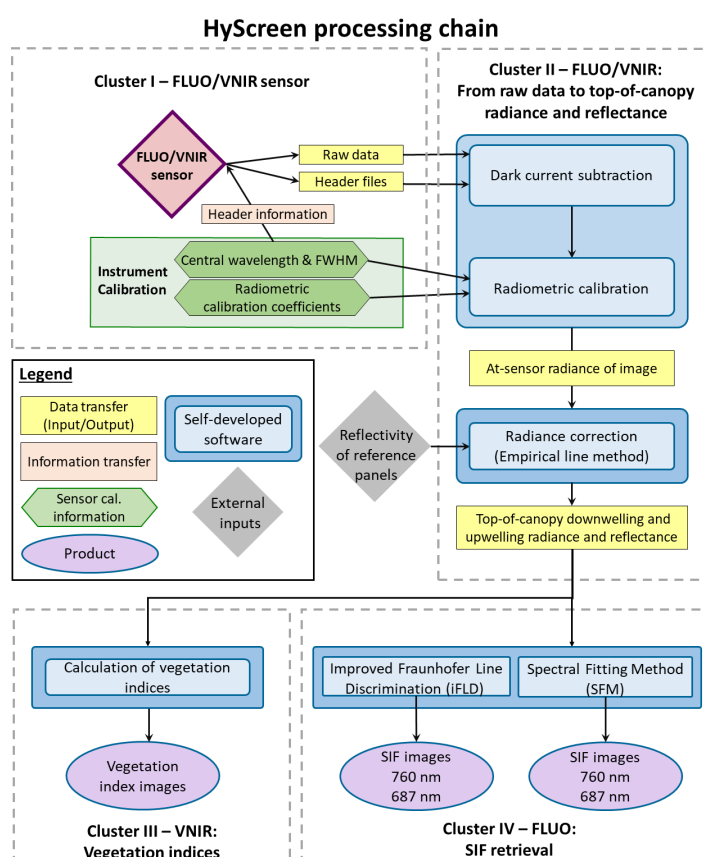 HyScreen processing chain
Cluster I – FLUO/VNIR sensor
FLUO/VNIR
sensor
Raw data
Header files
Header information
Instrument
Calibration
Central wavelength & FWHM
Radiometric
calibration coefficients
Cluster II – FLUO/VNIR:
From raw data to top-of-canopy
radiance and reflectance
Dark current subtraction
Radiometric calibration
At-sensor radiance of image
Reflectivity
of reference
panels
Radiance correction
(Empirical line method)
Top-of-canopy downwelling and
upwelling radiance and reflectance
Legend
Data transfer
(Input/Output)
Information transfer
Sensor cal.
information
Product
Self-developed
software
External
inputs
Calculation of vegetation
indices
Vegetation
index images
Cluster III – VNIR:
Vegetation indices
Improved Fraunhofer Line
Discrimination (iFLD)
Spectral Fitting Method
(SFM)
SIF images
760 nm
687 nm
SIF images
760 nm
687 nm
Cluster IV – FLUO:
SIF retrieval